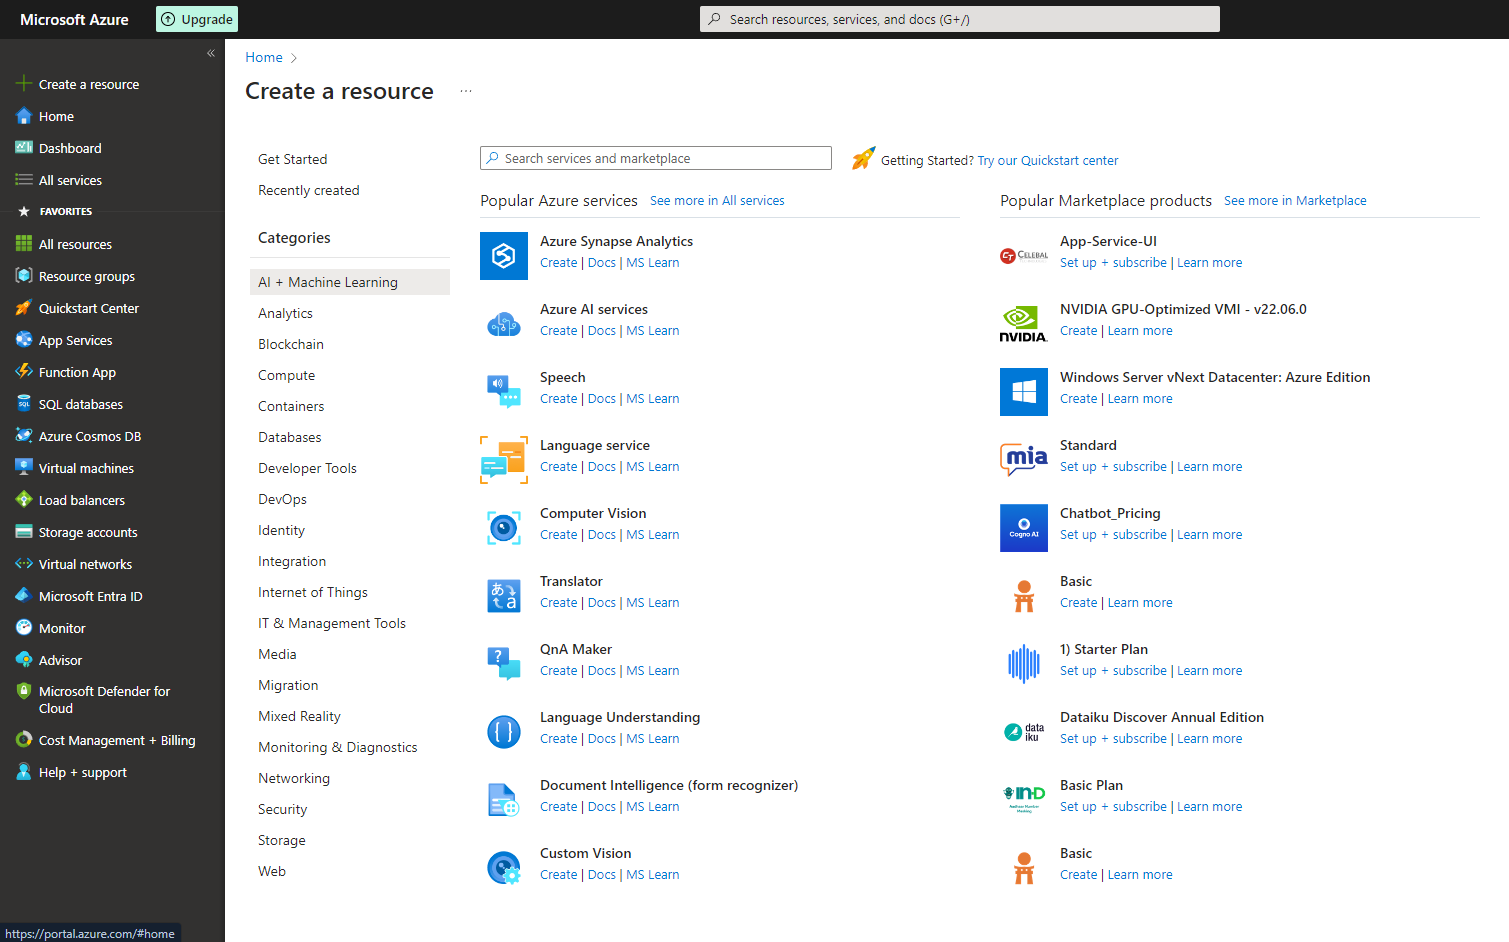 Microsoft Azure
Upgrade
Search resources, services, and docs (G+/)
«
Create a resource
Home
Dashboard
All services
FAVORITES
All resources
Resource groups
Quickstart Center
App Services
Function App
SQL databases
Azure Cosmos DB
Virtual machines
Load balancers
Storage accounts
Virtual networks
Microsoft Entra ID
Monitor
Advisor
Microsoft Defender for
Cloud
Cost Management + Billing
Help + support
https://portal.azure.com/#home
Home >
Create a resource ...
Get Started
Recently created
Categories
AI + Machine Learning
Analytics
Blockchain
Compute
Containers
Databases
Developer Tools
DevOps
Identity
Integration
Internet of Things
IT & Management Tools
Media
Migration
Mixed Reality
Monitoring & Diagnostics
Networking
Security
Storage
Web
Search services and marketplace
Getting Started? Try our Quickstart center
Popular Azure services See more in All services
Azure Synapse Analytics
Create | Docs | MS Learn
Azure AI services
Create | Docs | MS Learn
Speech
Create | Docs | MS Learn
Language service
Create | Docs | MS Learn
Computer Vision
Create | Docs | MS Learn
Translator
Create | Docs | MS Learn
QnA Maker
Create | Docs | MS Learn
Language Understanding
Create | Docs | MS Learn
Document Intelligence (form recognizer)
Create | Docs | MS Learn
Custom Vision
Create | Docs | MS Learn
Popular Marketplace products See more in Marketplace
CELEBAL
App-Service-UI
Set up + subscribe | Learn more
NVIDIA
NVIDIA GPU-Optimized VMI - v22.06.0
Create | Learn more
Windows Server vNext Datacenter: Azure Edition
Create | Learn more
mia
Standard
Set up + subscribe | Learn more
Cogno AI
Chatbot_Pricing
Set up + subscribe | Learn more
Basic
Create | Learn more
1) Starter Plan
Set up + subscribe | Learn more
data
iku
Dataiku Discover Annual Edition
Set up + subscribe | Learn more
IN-D
Aadhaar Number
Masking
Basic Plan
Set up + subscribe | Learn more
Basic
Create | Learn more